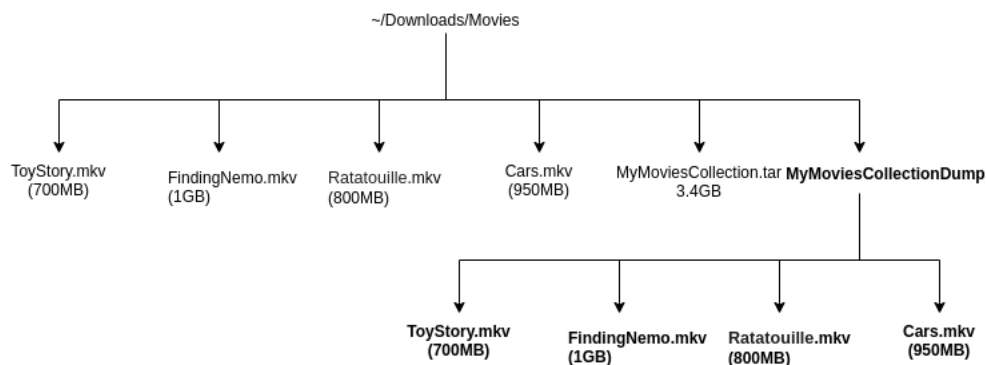 ~/Downloads/Movies
ToyStory.mkv
(700MB)
FindingNemo.mkv
(1GB)
Ratatouille.mkv
(800MB)
Cars.mkv
(950MB)
MyMoviesCollection.tar
3.4GB
MyMoviesCollectionDump
ToyStory.mkv
(700MB)
FindingNemo.mkv
(1GB)
Ratatouille.mkv
(800MB)
Cars.mkv
(950MB)